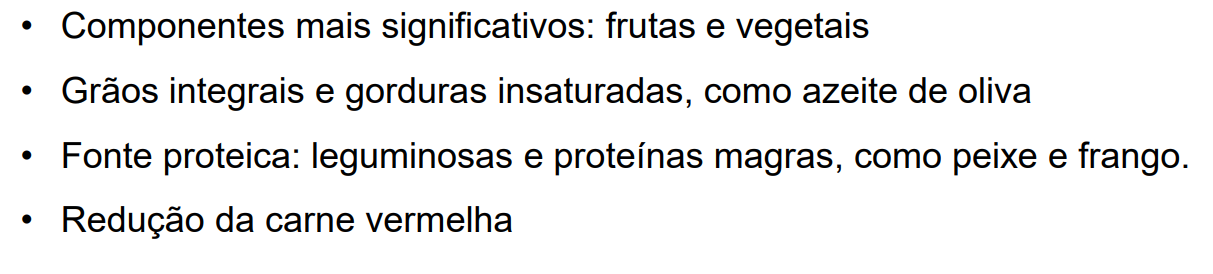 • Componentes mais significativos: frutas e vegetais
• Grãos integrais e gorduras insaturadas, como azeite de oliva
• Fonte proteica: leguminosas e proteínas magras, como peixe e frango.
• Redução da carne vermelha